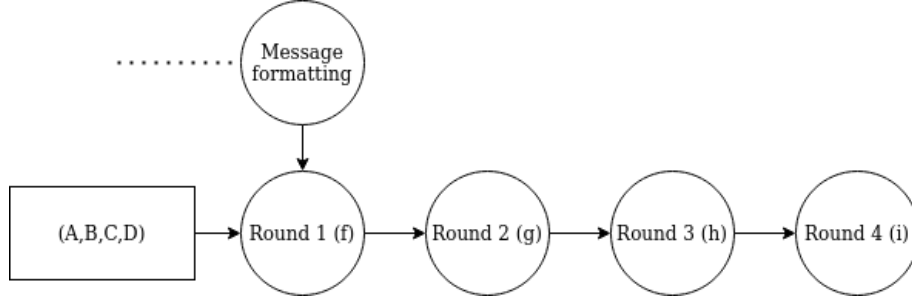 Message
formatting
(A,B,C,D)
Round 1 (f)
Round 2 (g)
Round 3 (h)
Round 4 (i)